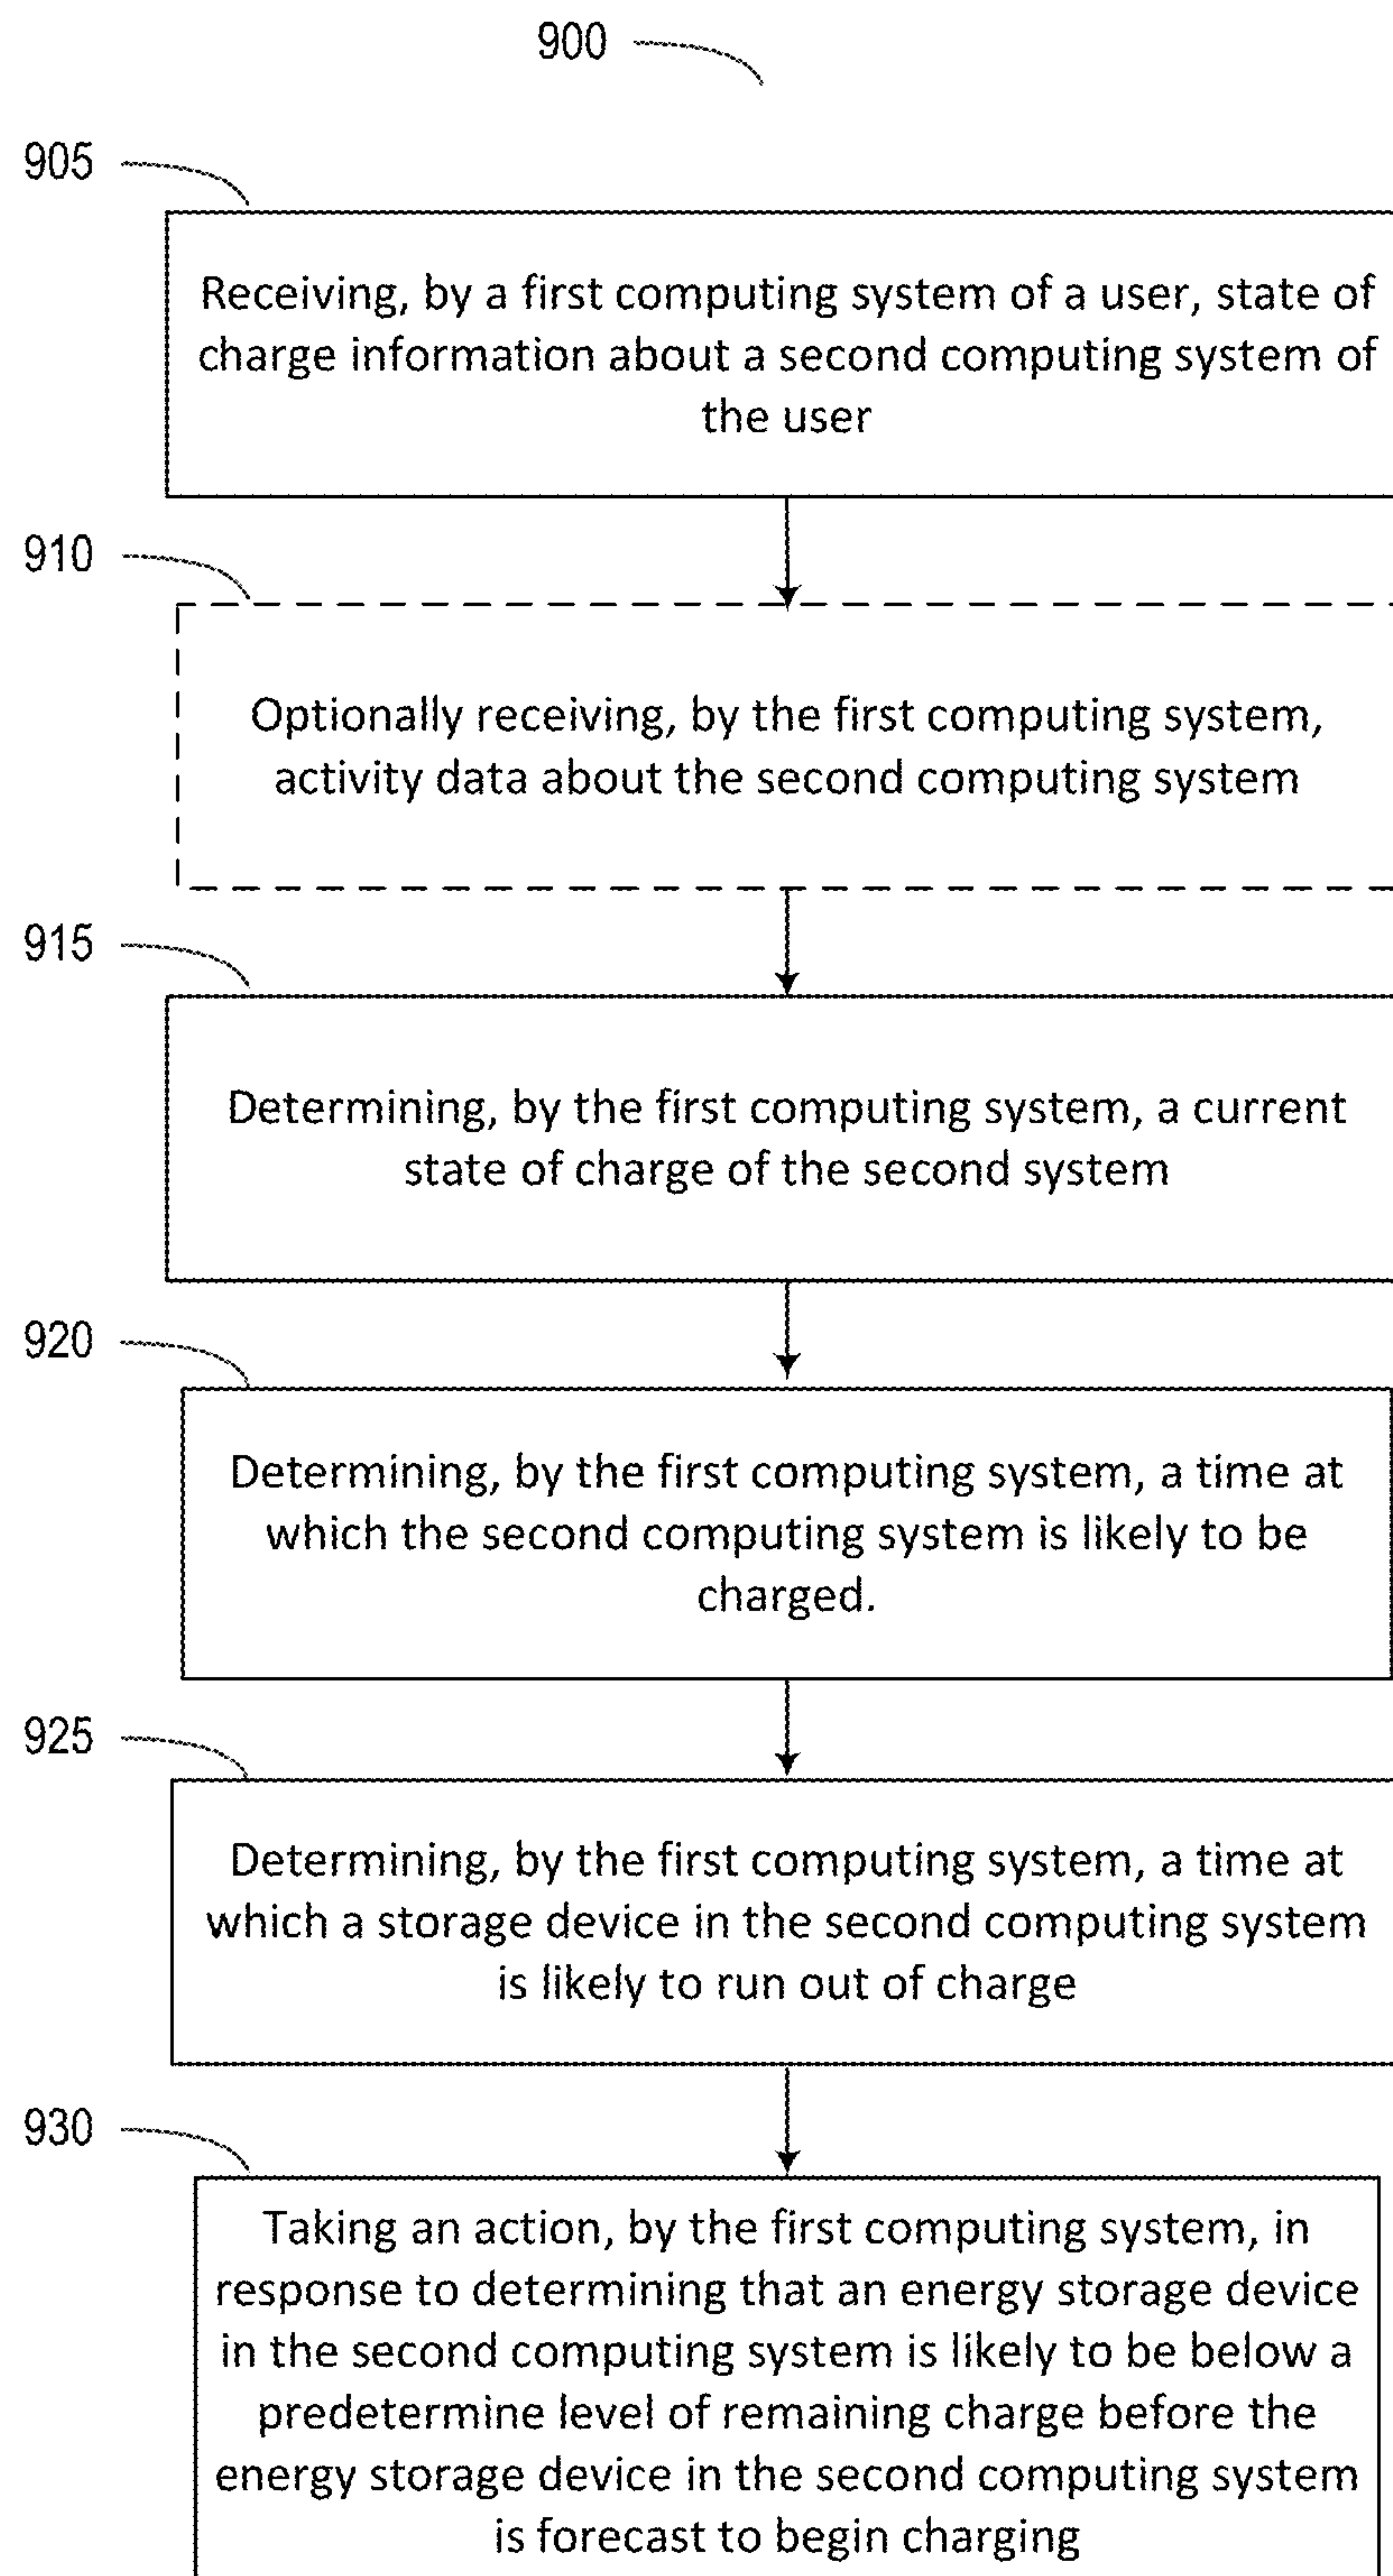 900
905
Receiving, by a first computing system of a user, state of
charge information about a second computing system of
the user
910
Optionally receiving, by the first computing system,
activity data about the second computing system
915
Determining, by the first computing system, a current
state of charge of the second system
920
Determining, by the first computing system, a time at
which the second computing system is likely to be
charged.
925
Determining, by the first computing system, a time at
which a storage device in the second computing system
is likely to run out of charge
930
Taking an action, by the first computing system, in
response to determining that an energy storage device
in the second computing system is likely to be below a
predetermine level of remaining charge before the
energy storage device in the second computing system
is forecast to begin charging